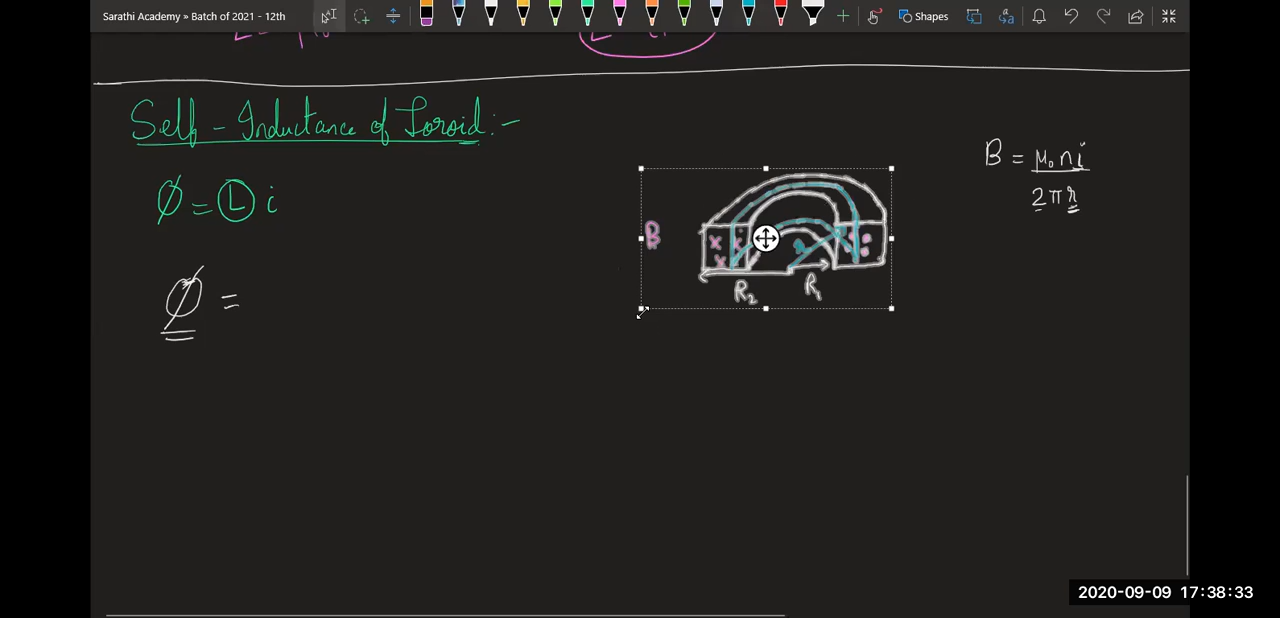 Sarathi Academy » Batch of 2021 - 12th
Shapes
Self - Inductance of Toroid :-
B = μ₀ni
2πr
ϕ = L i
B
x x
x
r
R₂
R₁
ϕ =
2020-09-09 17:38:33